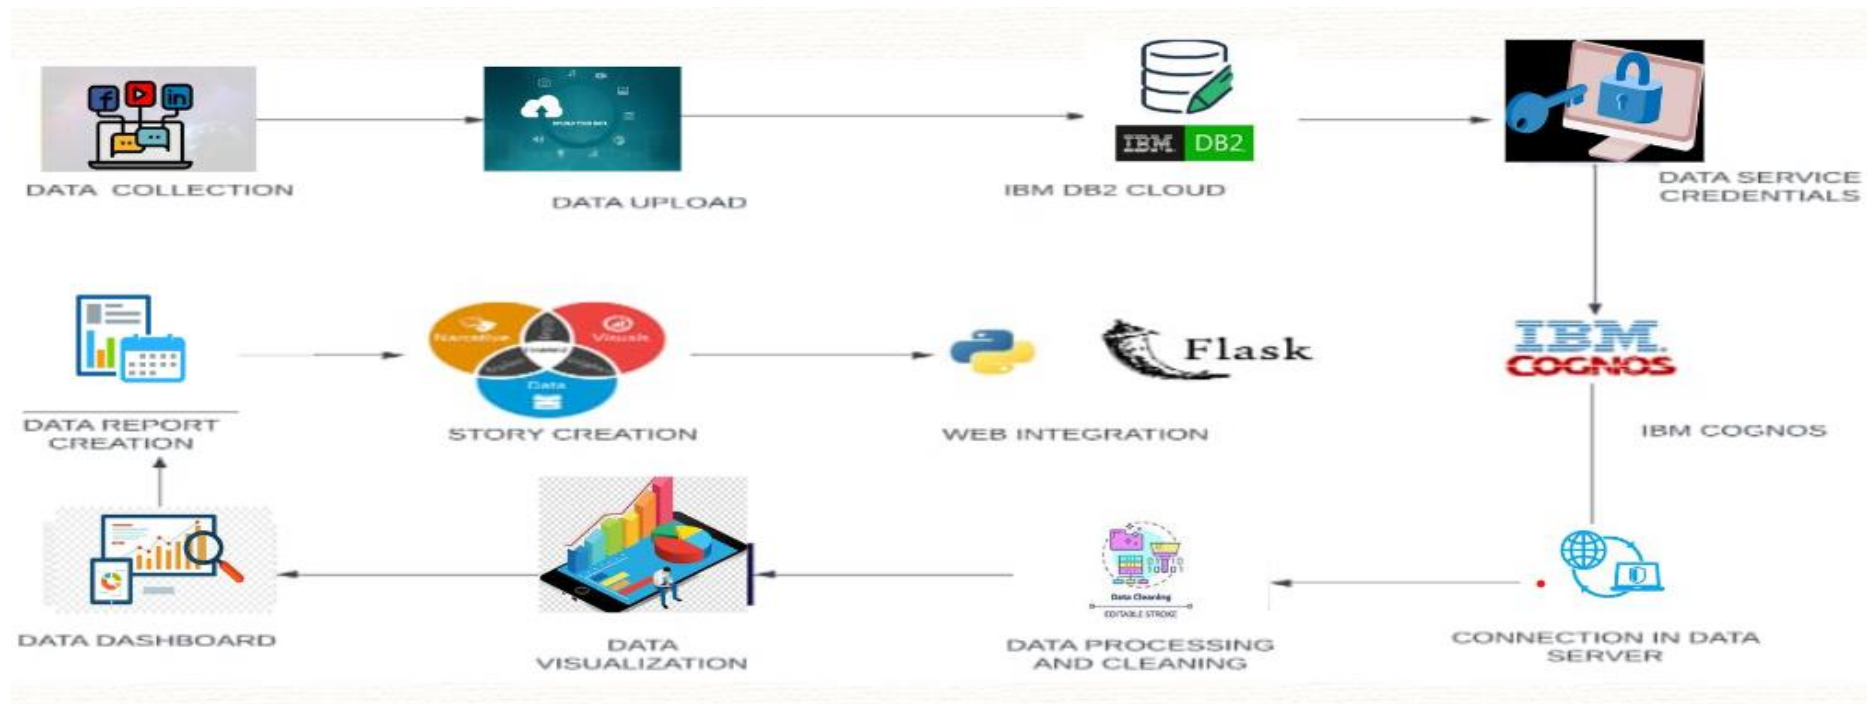 IBM DB2
DATA COLLECTION
DATA UPLOAD
IBM DB2 CLOUD
DATA SERVICE
CREDENTIALS
Narrative
Visuals
Data
Flask
IBM
COGNOS
DATA REPORT
CREATION
STORY CREATION
WEB INTEGRATION
IBM COGNOS
Data Cleaning
EDITABLE STROKE
DATA DASHBOARD
DATA
VISUALIZATION
DATA PROCESSING
AND CLEANING
CONNECTION IN DATA
SERVER